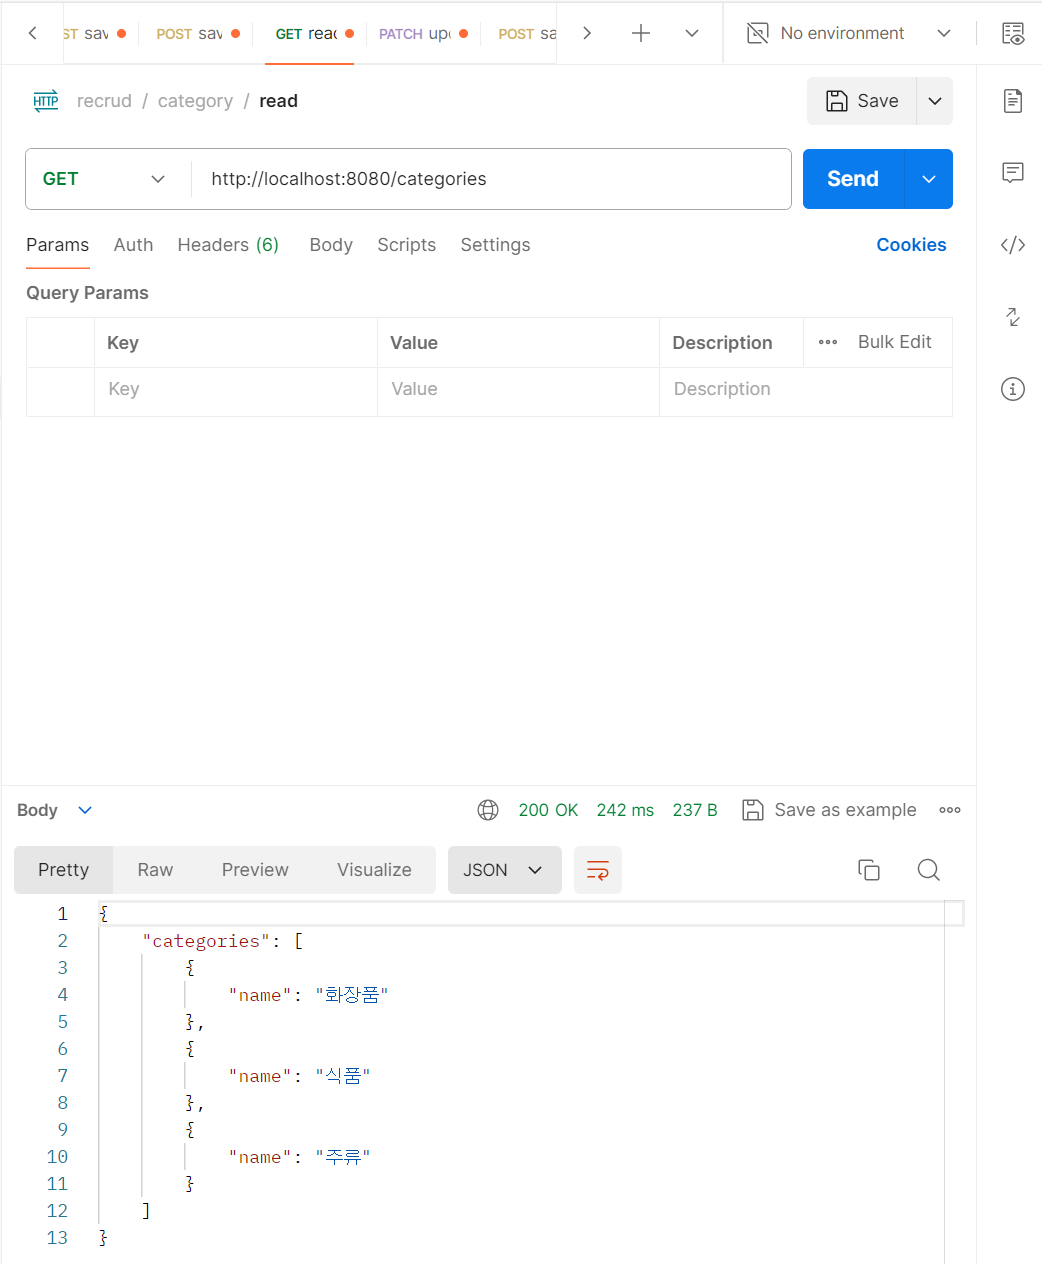 ST sav POST sav GET read PATCH up POST sa No environment
HTTP recrud / category / read Save
GET http://localhost:8080/categories Send
Params Auth Headers (6) Body Scripts Settings Cookies
Query Params
Key Value Description Bulk Edit
Key Value Description
Body 200 OK 242 ms 237 B Save as example
Pretty Raw Preview Visualize JSON
1 {
2 "categories": [
3 {
4 "name": "화장품"
5 },
6 {
7 "name": "식품"
8 },
9 {
10 "name": "주류"
11 }
12 ]
13 }